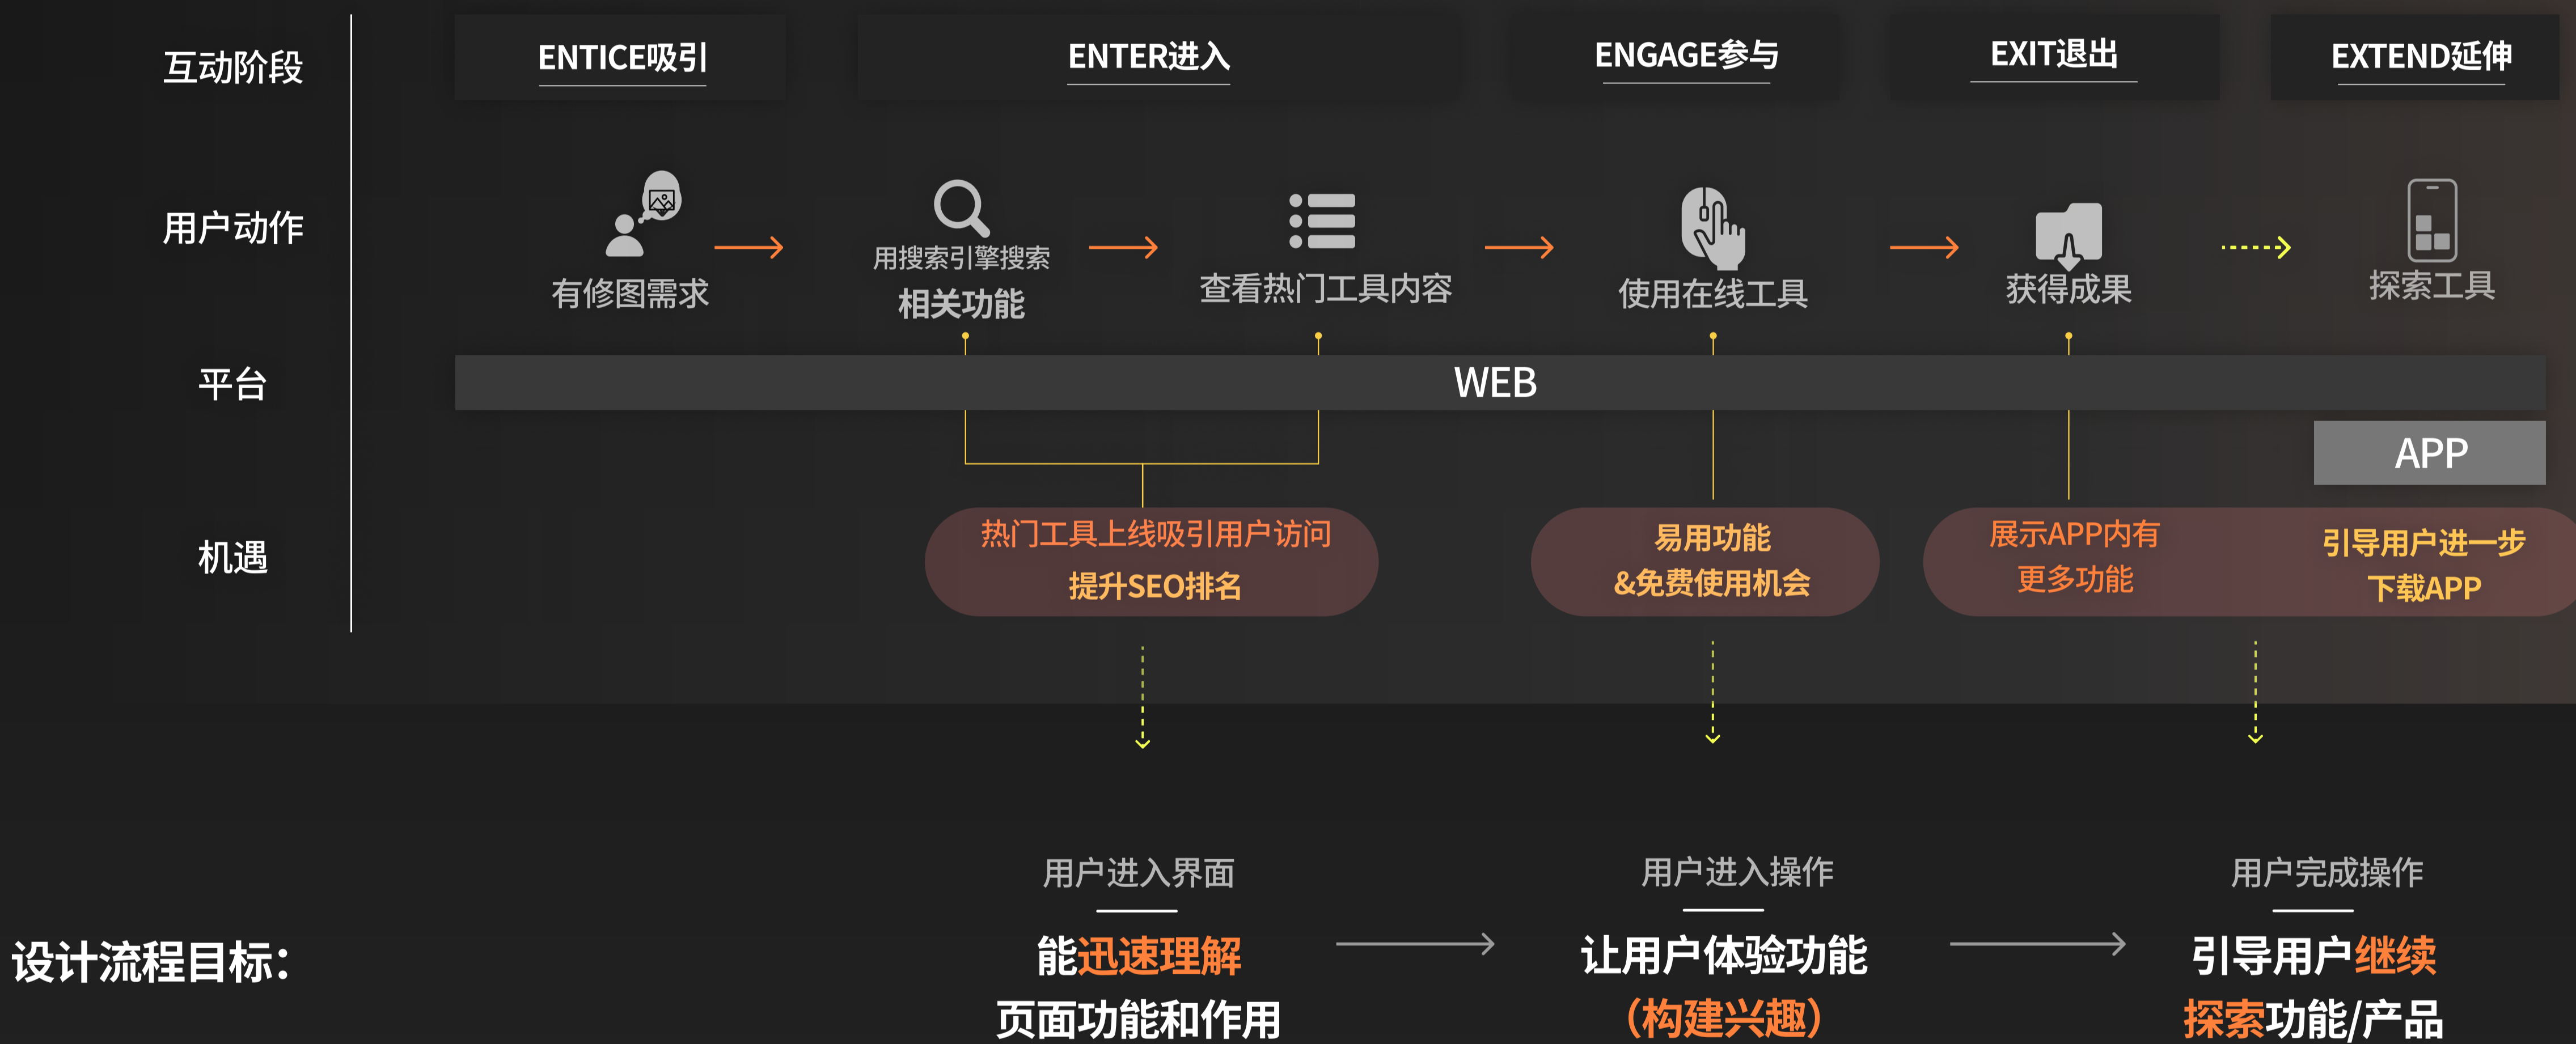 互动阶段
ENTICE吸引
ENTER进入
ENGAGE参与
EXIT退出
EXTEND延伸
用户动作
有修图需求
用搜索引擎搜索
相关功能
查看热门工具内容
使用在线工具
获得成果
探索工具
平台
WEB
APP
机遇
热门工具上线吸引用户访问
提升SEO排名
易用功能
&免费使用机会
展示APP内有
更多功能
引导用户进一步
下载APP
设计流程目标：
用户进入界面
能迅速理解
页面功能和作用
用户进入操作
让用户体验功能
（构建兴趣）
用户完成操作
引导用户继续
探索功能/产品